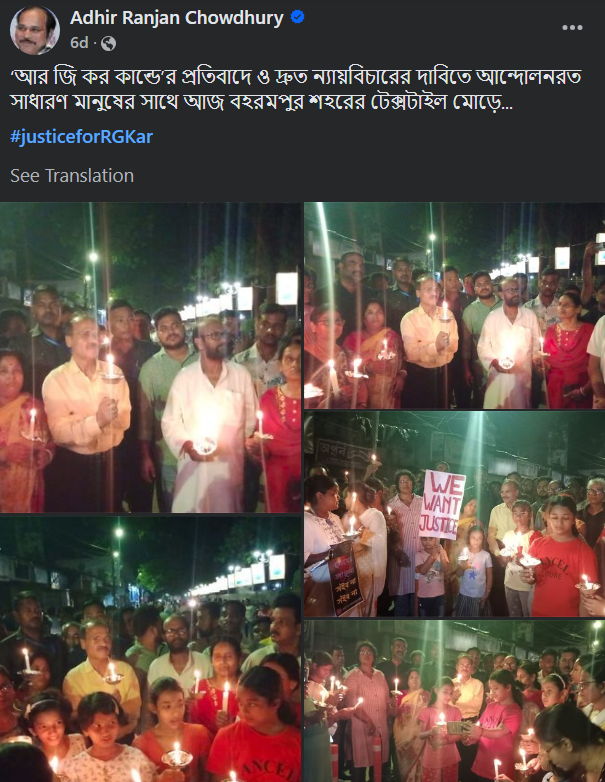 Adhir Ranjan Chowdhury
6d
‘আর জি কর কান্ডে’র প্রতিবাদে ও দ্রুত ন্যায়বিচারের দাবিতে আন্দোলনরত
সাধারণ মানুষের সাথে আজ বহরমপুর শহরের টেক্সটাইল মোড়ে...
#justiceforRGKar
See Translation
WE
WANT
JUSTICE